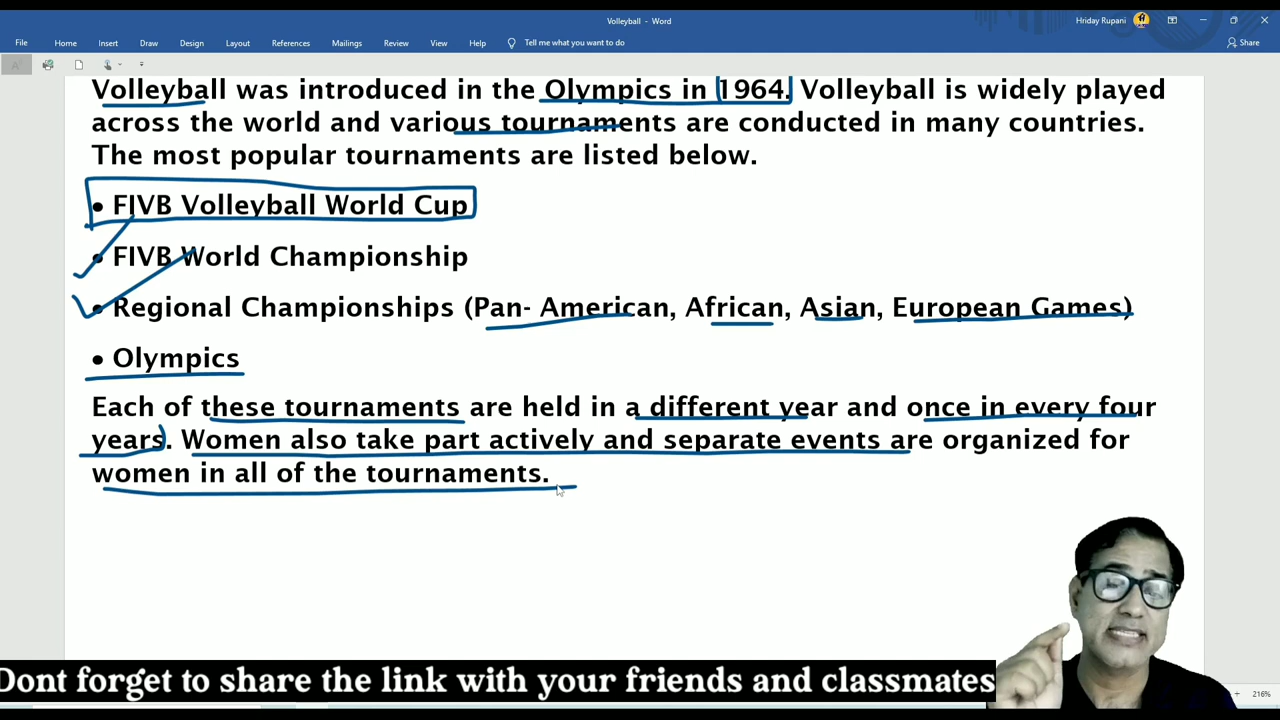 Volleyball - Word
Hriday Rupani
File Home Insert Draw Design Layout References Mailings Review View Help Tell me what you want to do Share
Volleyball was introduced in the Olympics in 1964. Volleyball is widely played
across the world and various tournaments are conducted in many countries.
The most popular tournaments are listed below.
• FIVB Volleyball World Cup
• FIVB World Championship
• Regional Championships (Pan- American, African, Asian, European Games)
• Olympics
Each of these tournaments are held in a different year and once in every four
years. Women also take part actively and separate events are organized for
women in all of the tournaments.
Dont forget to share the link with your friends and classmates
216%